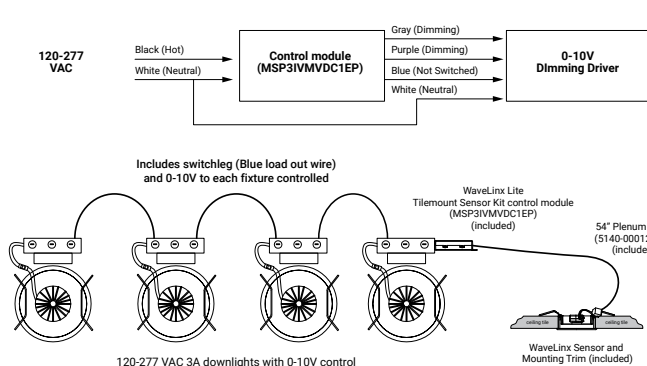 120-277
VAC
Black (Hot)
White (Neutral)
Control module
(MSP3IVMVDC1EP)
Gray (Dimming)
Purple (Dimming)
Blue (Not Switched)
White (Neutral)
0-10V
DImming Driver
Includes switchleg (Blue load out wire)
and 0-10V to each fixture controlled
WaveLinx Lite
Tilemount Sensor Kit control module
(MSP3IVMVDC1EP)
(included)
54" Plenum
(5140-00012
(include
ceiling tile
ceiling tile
WaveLinx Sensor and
Mounting Trim (included)
120-277 VAC 3A downlights with 0-10V control